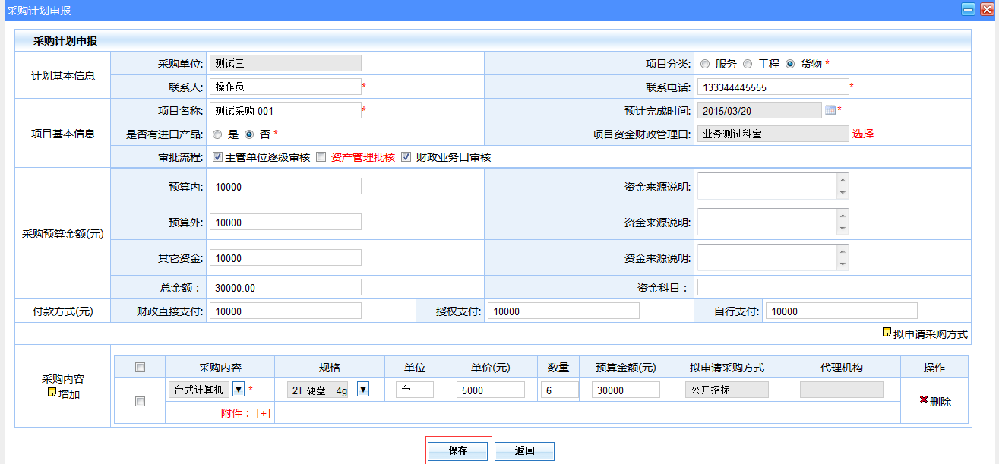 采购计划申报
采购计划申报
计划基本信息
采购单位: 测试三 项目分类: 服务 工程 货物 *
联系人: 操作员 * 联系电话: 133344445555 *
项目基本信息
项目名称: 测试采购-001 * 预计完成时间: 2015/03/20 *
是否有进口产品: 是 否 * 项目资金财政管理口: 业务测试科室 选择
审批流程: 主管单位逐级审核 资产管理批核 财政业务口审核
采购预算金额(元)
预算内: 10000 资金来源说明:
预算外: 10000 资金来源说明:
其它资金: 10000 资金来源说明:
总金额： 30000.00 资金科目：
付款方式(元) 财政直接支付: 10000 授权支付: 10000 自行支付: 10000
拟申请采购方式
采购内容
增加
采购内容 规格 单位 单价(元) 数量 预算金额(元) 拟申请采购方式 代理机构 操作
台式计算机 * 2T 硬盘 4g 台 5000 6 30000 公开招标 删除
附件： [+]
保存 返回